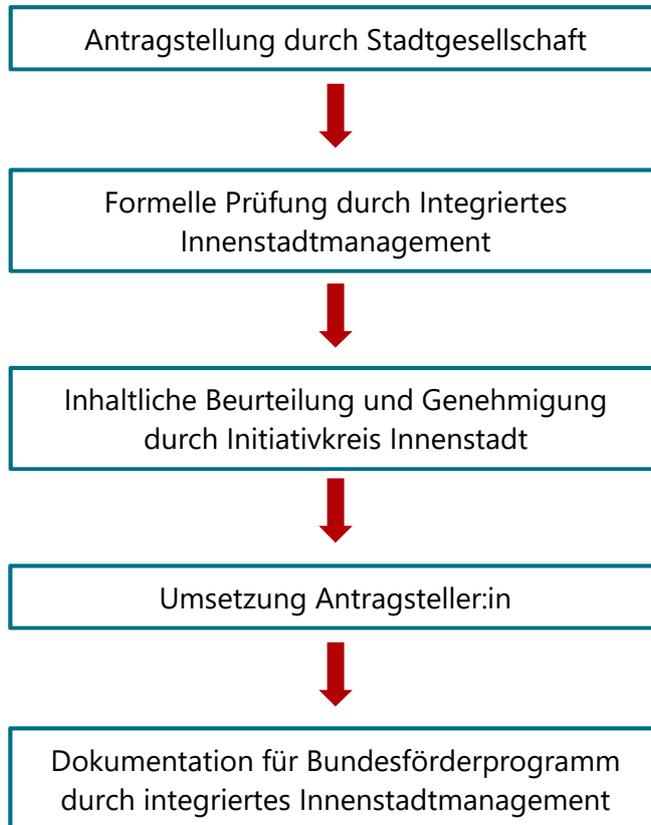 Antragstellung durch Stadtgesellschaft
Formelle Prüfung durch Integriertes
Innenstadtmanagement
Inhaltliche Beurteilung und Genehmigung
durch Initiativkreis Innenstadt
Umsetzung Antragsteller:in
Dokumentation für Bundesförderprogramm
durch integriertes Innenstadtmanagement